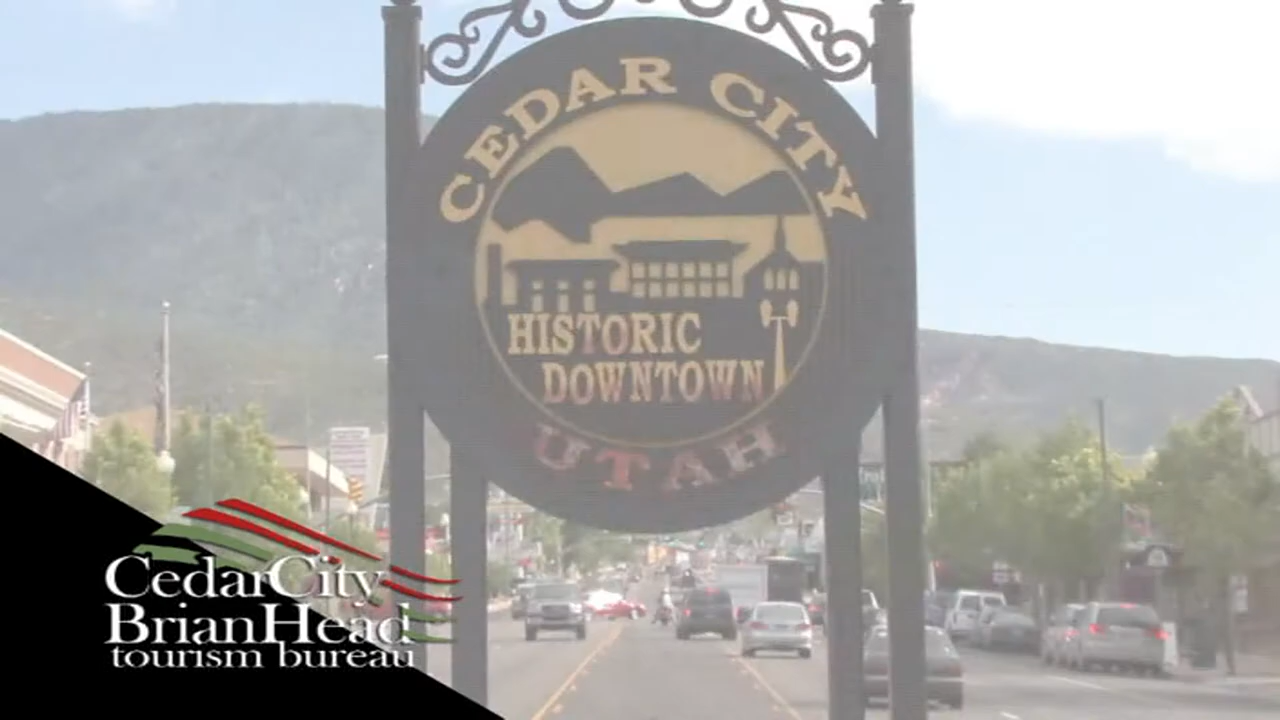 CEDAR CITY
HISTORIC
DOWNTOWN
UTAH
CedarCity
BrianHead
tourism bureau